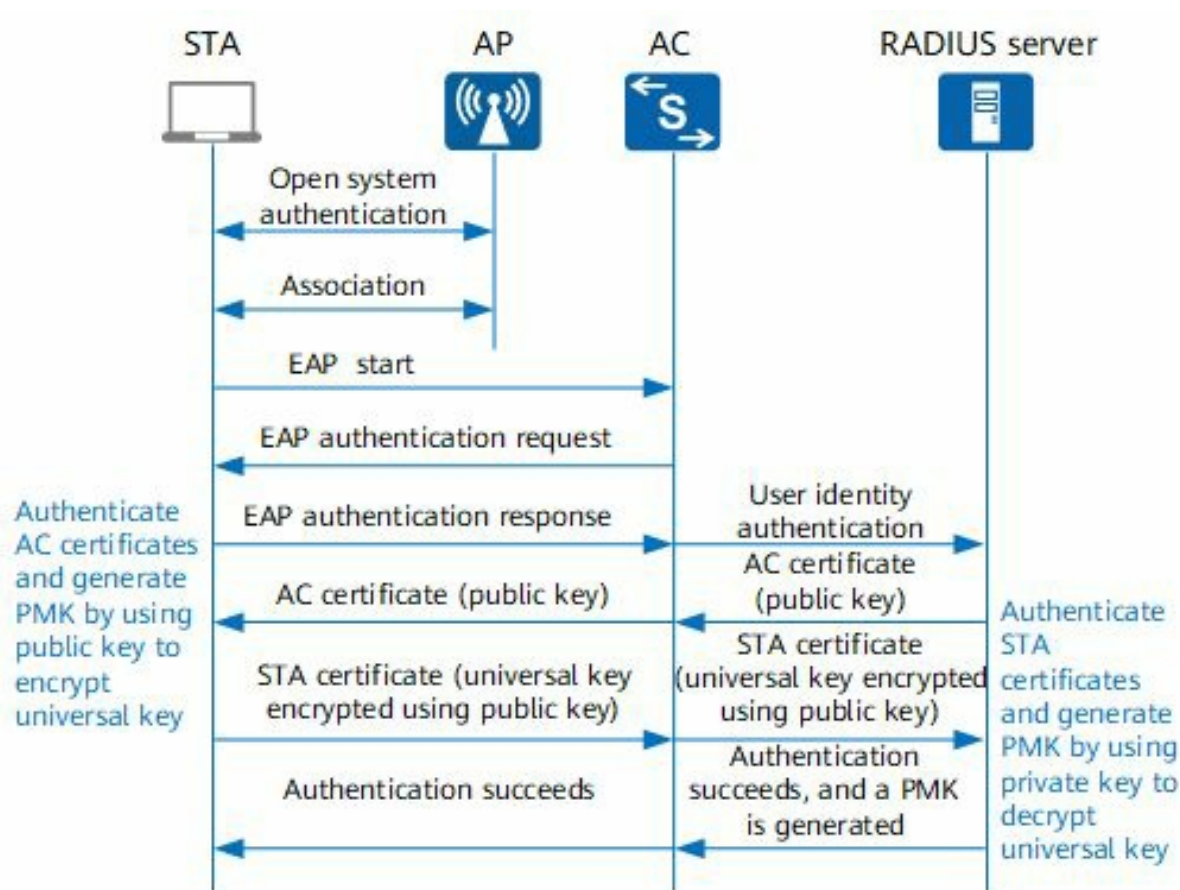 STA
AP
AC
RADIUS server
S
Open system
authentication
Association
EAP start
EAP authentication request
EAP authentication response
User identity
authentication
Authenticate
AC certificates
and generate
PMK by using
public key to
encrypt
universal key
AC certificate (public key)
AC certificate
(public key)
STA certificate (universal key
encrypted using public key)
STA certificate
(universal key encrypted
using public key)
Authenticate
STA
certificates
and generate
PMK by using
private key to
decrypt
universal key
Authentication succeeds
Authentication
succeeds, and a PMK
is generated